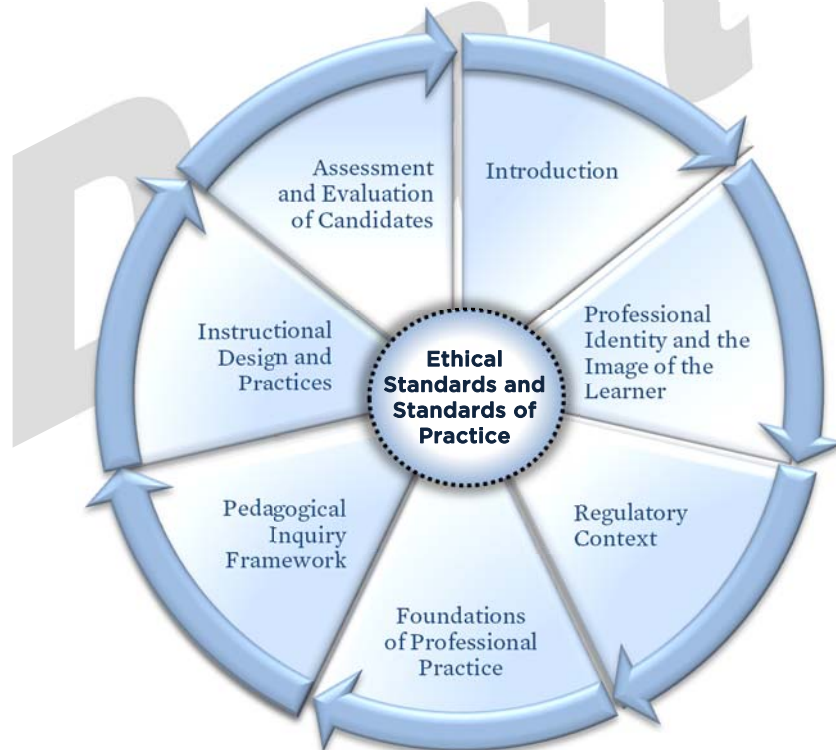 Introduction
Professional
Identity and the
Image of the
Learner
Regulatory
Context
Foundations
of Professional
Practice
Pedagogical
Inquiry
Framework
Instructional
Design and
Practices
Assessment
and Evaluation
of Candidates
Ethical
Standards and
Standards of
Practice